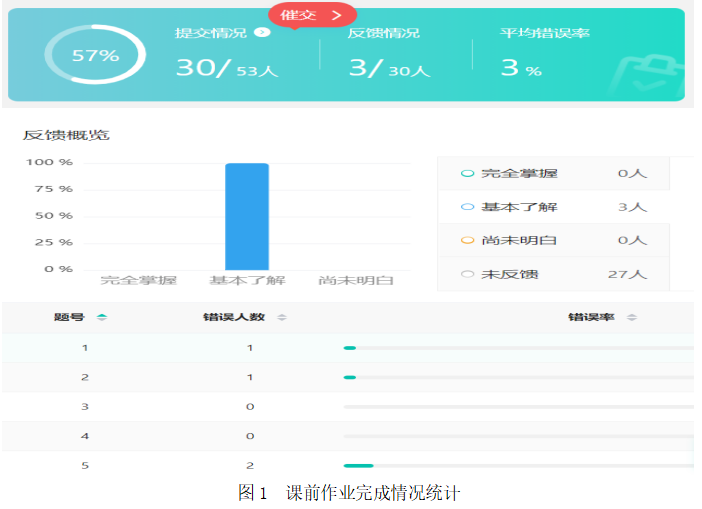 催交
57%
提交情况
反馈情况
平均错误率
30/ 53人
3/ 30人
3 %
反馈概览
100 %
75 %
50 %
25 %
0 %
完全掌握
基本了解
尚未明白
完全掌握 0人
基本了解 3人
尚未明白 0人
未反馈 27人
题号 错误人数 错误率
1 1
2 1
3 0
4 0
5 2
图 1 课前作业完成情况统计